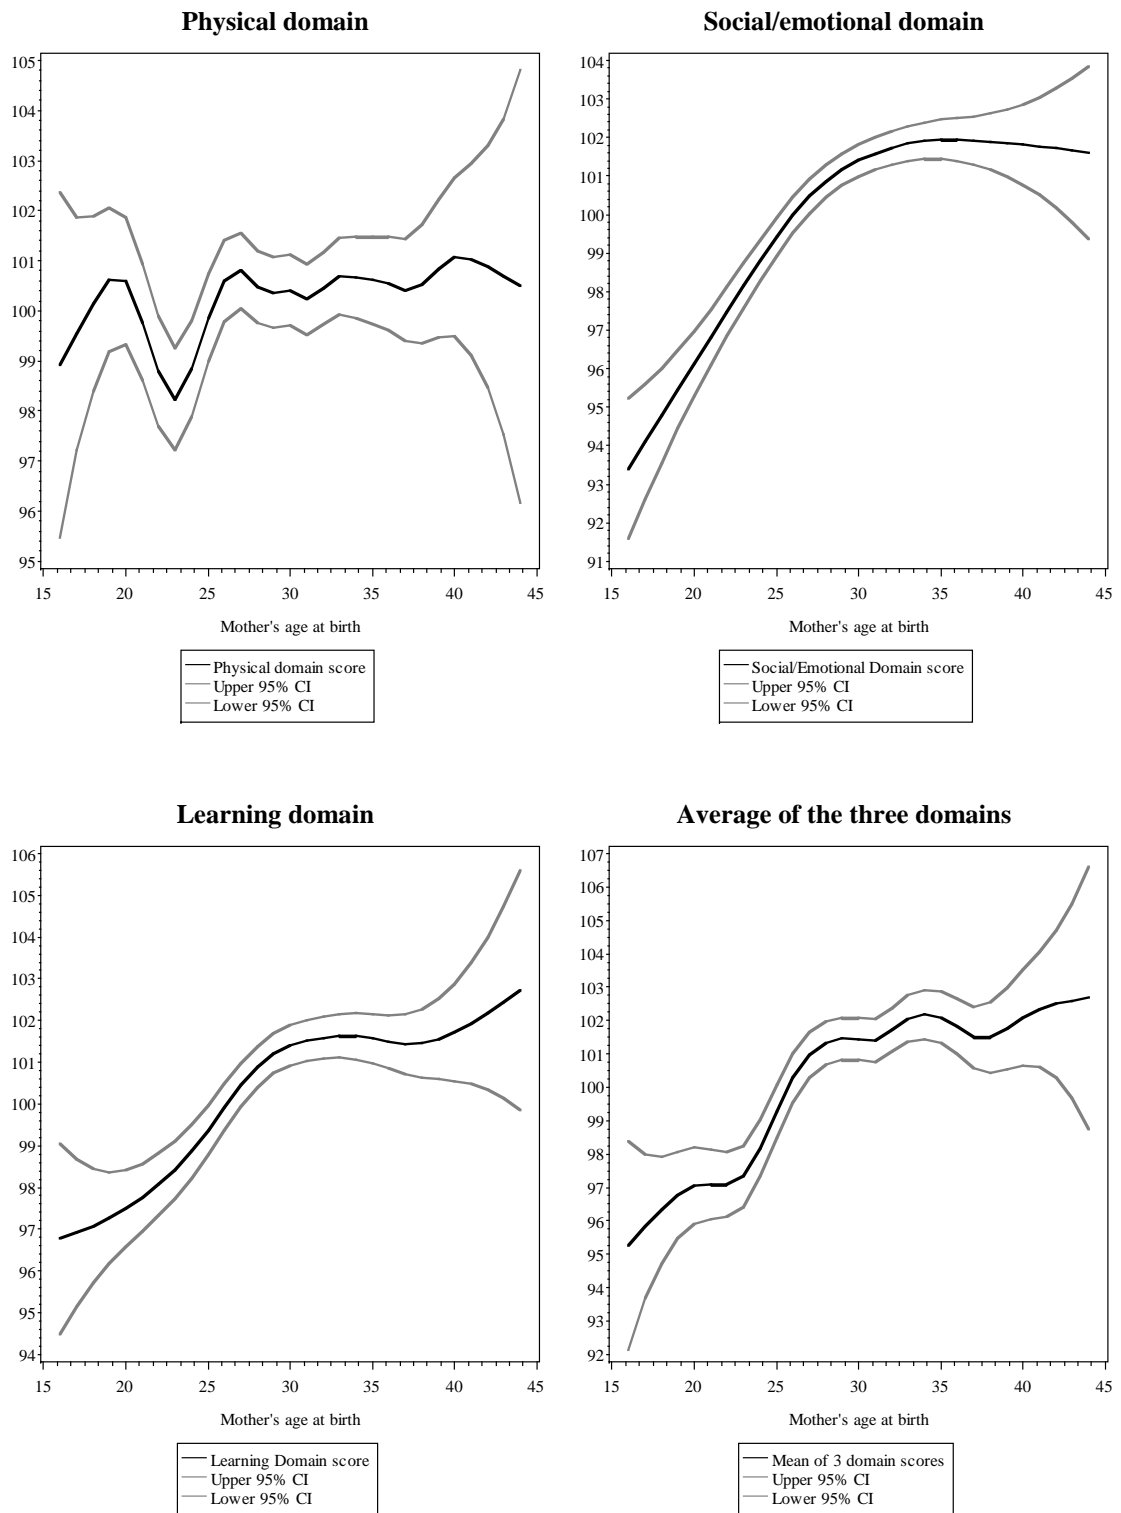 Physical domain
105
104
103
102
101
100
99
98
97
96
95
15 20 25 30 35 40 45
Mother's age at birth
Physical domain score
Upper 95% CI
Lower 95% CI
Social/emotional domain
104
103
102
101
100
99
98
97
96
95
94
93
92
91
15 20 25 30 35 40 45
Mother's age at birth
Social/Emotional Domain score
Upper 95% CI
Lower 95% CI
Learning domain
106
105
104
103
102
101
100
99
98
97
96
95
94
15 20 25 30 35 40 45
Mother's age at birth
Learning Domain score
Upper 95% CI
Lower 95% CI
Average of the three domains
107
106
105
104
103
102
101
100
99
98
97
96
95
94
93
92
15 20 25 30 35 40 45
Mother's age at birth
Mean of 3 domain scores
Upper 95% CI
Lower 95% CI